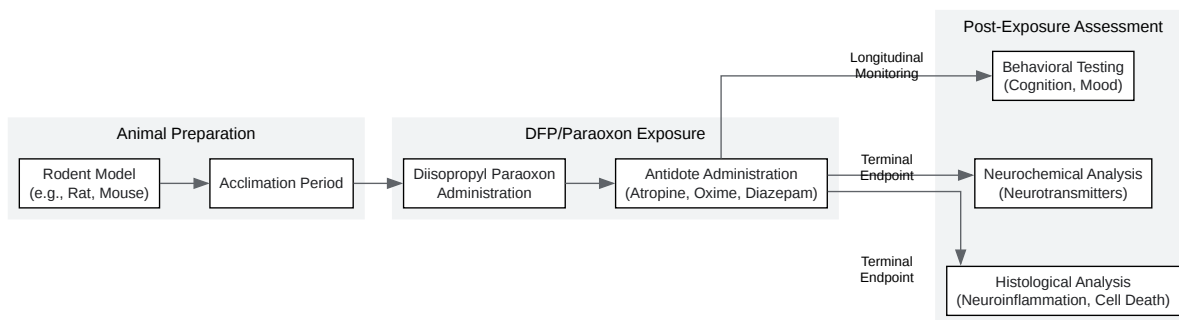 Post-Exposure Assessment
Longitudinal
Monitoring
Behavioral Testing
(Cognition, Mood)
Animal Preparation
DFP/Paraoxon Exposure
Rodent Model
(e.g., Rat, Mouse)
Acclimation Period
Diisopropyl Paraoxon
Administration
Antidote Administration
(Atropine, Oxime, Diazepam)
Terminal
Endpoint
Neurochemical Analysis
(Neurotransmitters)
Terminal
Endpoint
Histological Analysis
(Neuroinflammation, Cell Death)